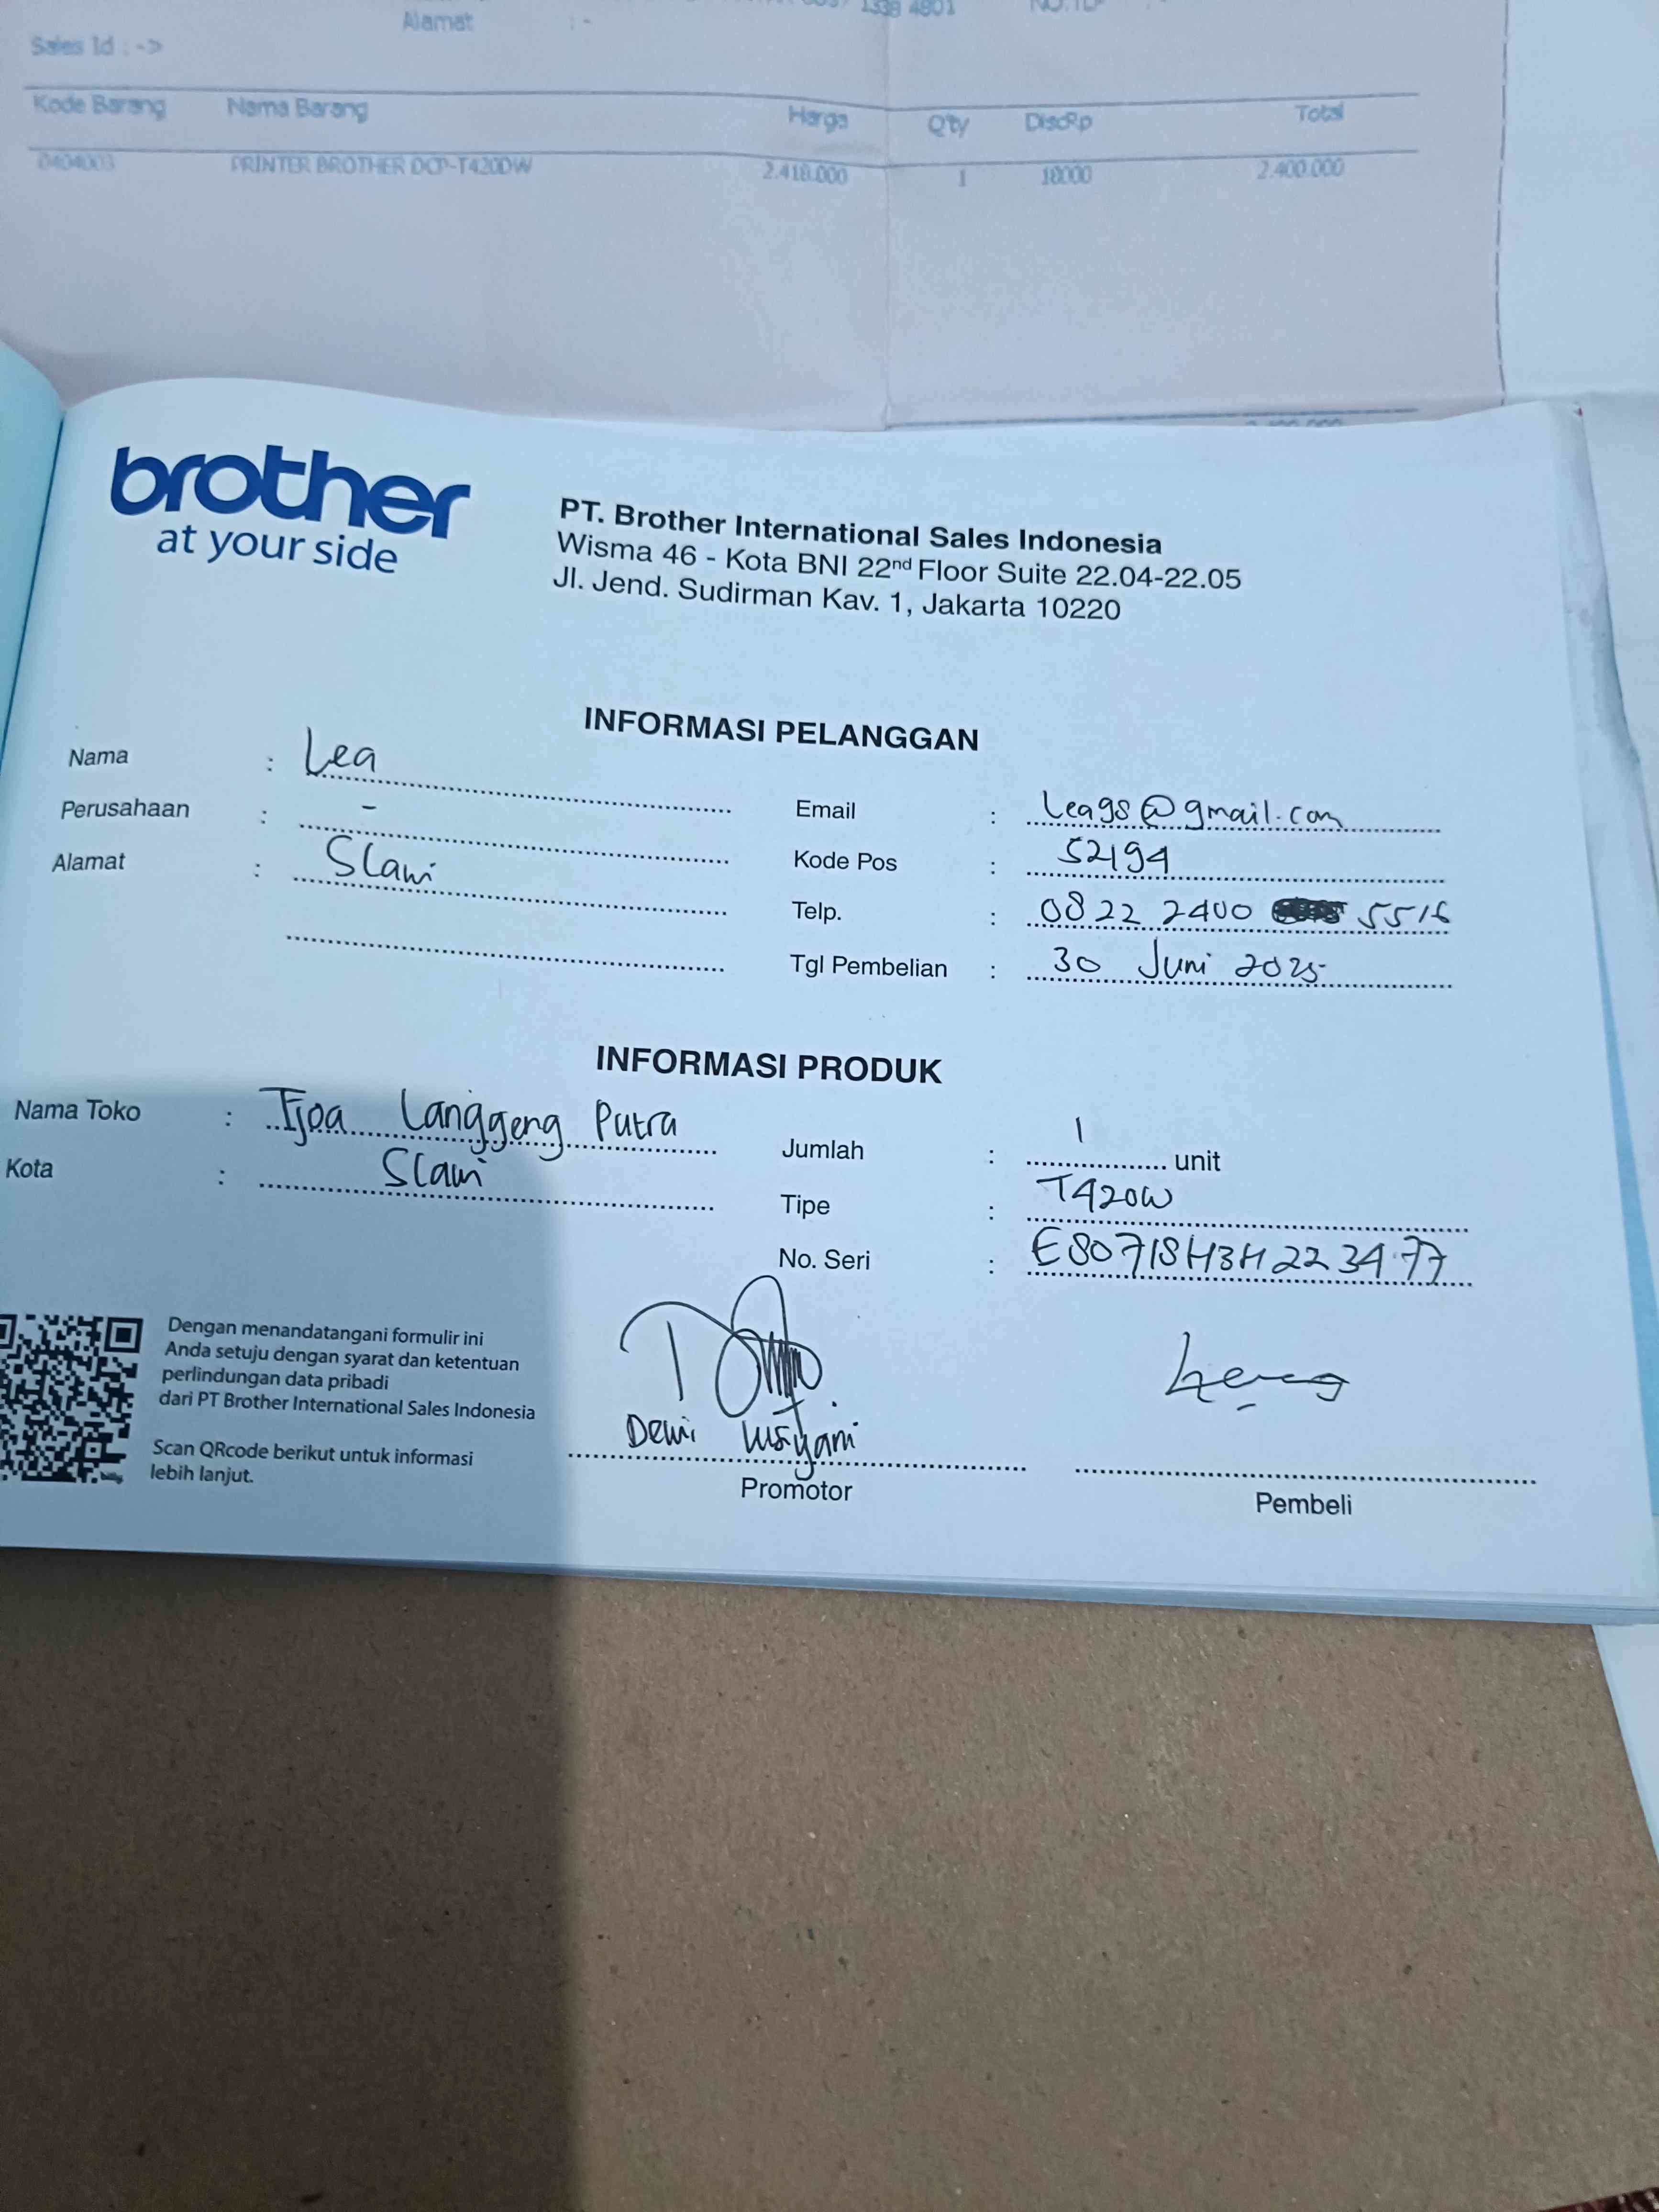 1338 4801
Alamat : -
Sales Id : ->
Kode Barang Nama Barang Harga Qty DiscRp Total
0404003 PRINTER BROTHER DCP-T420DW 2.418.000 1 18000 2.400.000
brother
at your side
PT. Brother International Sales Indonesia
Wisma 46 - Kota BNI 22nd Floor Suite 22.04-22.05
Jl. Jend. Sudirman Kav. 1, Jakarta 10220
INFORMASI PELANGGAN
Nama : Lea
Perusahaan : -
Alamat : Slawi
Email : leags@gmail.com
Kode Pos : 52194
Telp. : 0822 2400 5516
Tgl Pembelian : 30 Juni 2025
INFORMASI PRODUK
Nama Toko : Tjoa Langgeng Putra
Kota : Slawi
Jumlah : 1 unit
Tipe : T420W
No. Seri : E80718H3H223477
Dengan menandatangani formulir ini
Anda setuju dengan syarat dan ketentuan
perlindungan data pribadi
dari PT Brother International Sales Indonesia
Scan QRcode berikut untuk informasi
lebih lanjut.
Dewi Yusyani
Promotor
Pembeli